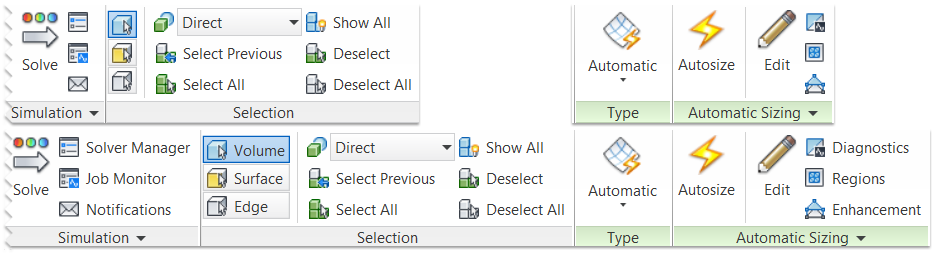 Solve
Direct
Show All
Select Previous
Deselect
Select All
Deselect All
Simulation
Selection
Automatic
Autosize
Edit
Type
Automatic Sizing
Solve
Solver Manager
Job Monitor
Notifications
Simulation
Volume
Surface
Edge
Direct
Show All
Select Previous
Deselect
Select All
Deselect All
Selection
Automatic
Type
Autosize
Edit
Diagnostics
Regions
Enhancement
Automatic Sizing